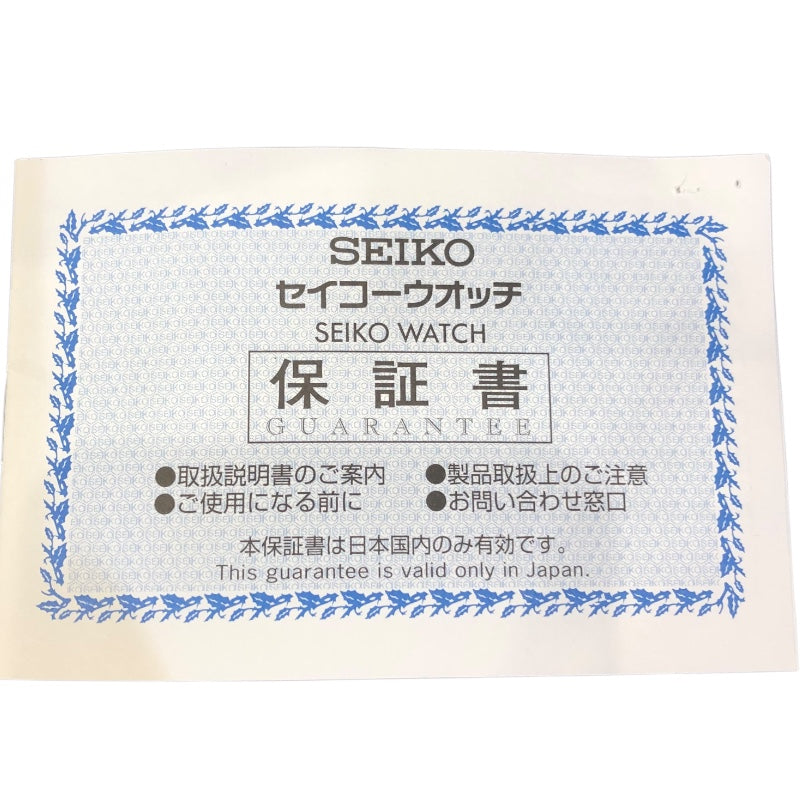 SEIKO
セイコーウオッチ
SEIKO WATCH
保証書
GUARANTEE
●取扱説明書のご案内 ●製品取扱上のご注意
●ご使用になる前に ●お問い合わせ窓口
本保証書は日本国内のみ有効です。
This guarantee is valid only in Japan.